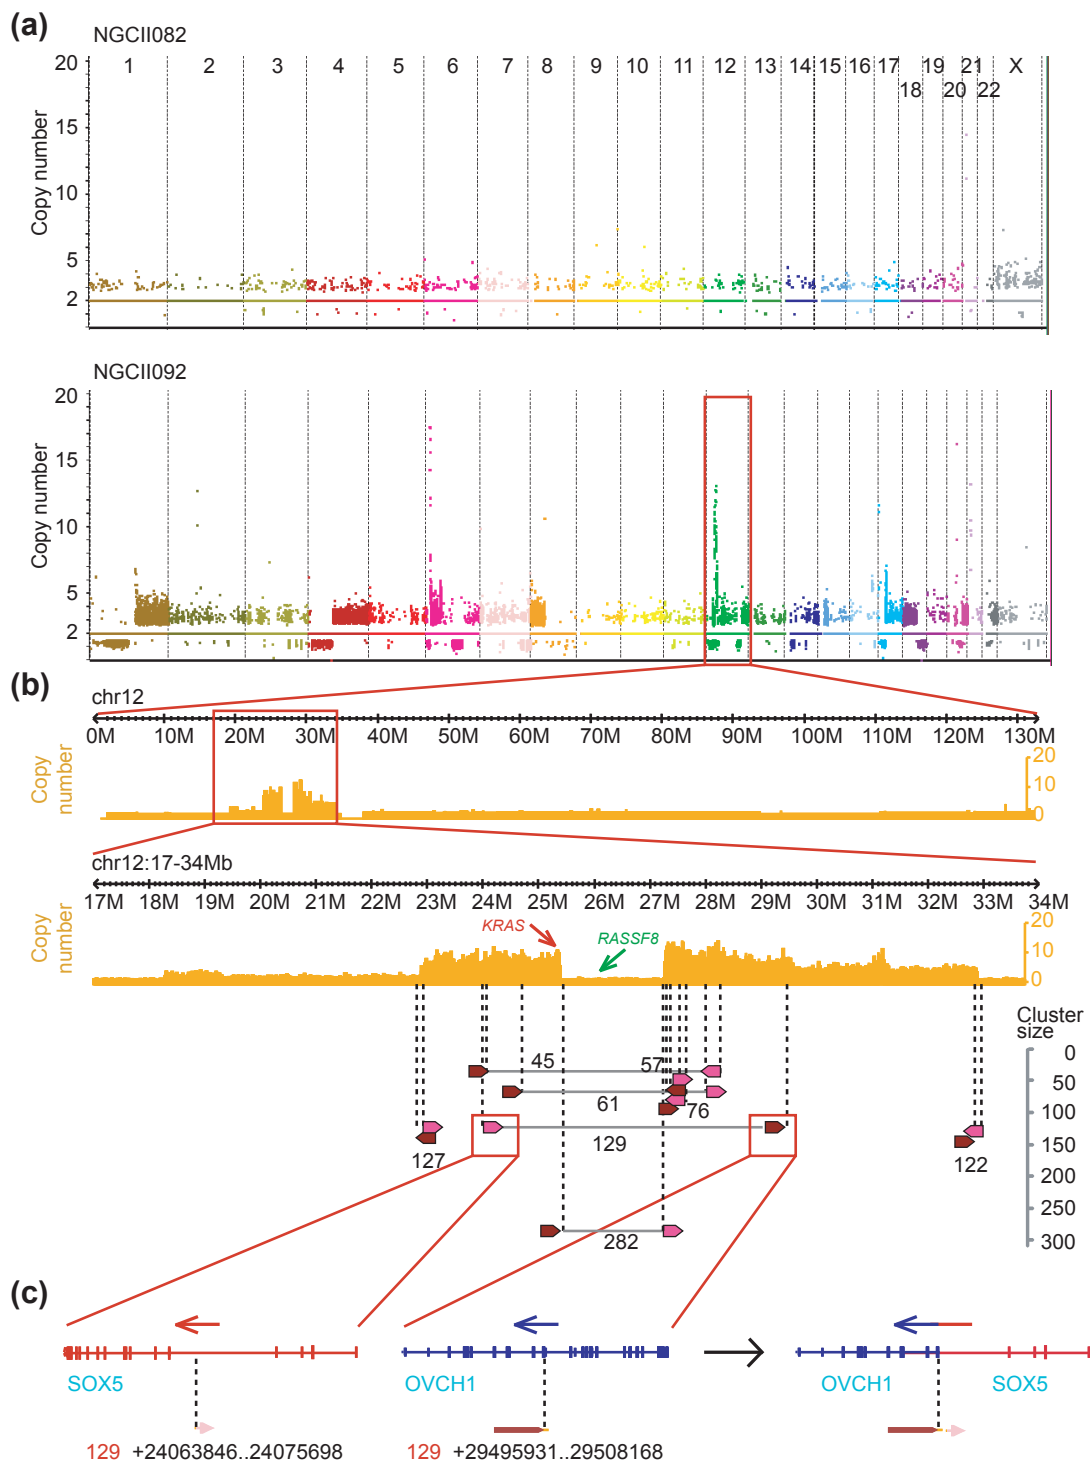 (a)
NGCII082
20 1 2 3 4 5 6 7 8 9 10 11 12 13 14 15 16 17 19 21 X
18 20 22
15
10
5
2
Copy number
NGCII092
20
15
10
5
2
Copy number
(b)
chr12
0M 10M 20M 30M 40M 50M 60M 70M 80M 90M 100M 110M 120M 130M
Copy number
20
10
0
chr12:17-34Mb
17M 18M 19M 20M 21M 22M 23M 24M 25M 26M 27M 28M 29M 30M 31M 32M 33M 34M
Copy number
KRAS
RASSF8
20
10
0
Cluster size
0
50
100
150
200
250
300
45 57
61 76
129
127 122
282
(c)
SOX5 OVCH1 OVCH1 SOX5
129 +24063846..24075698 129 +29495931..29508168